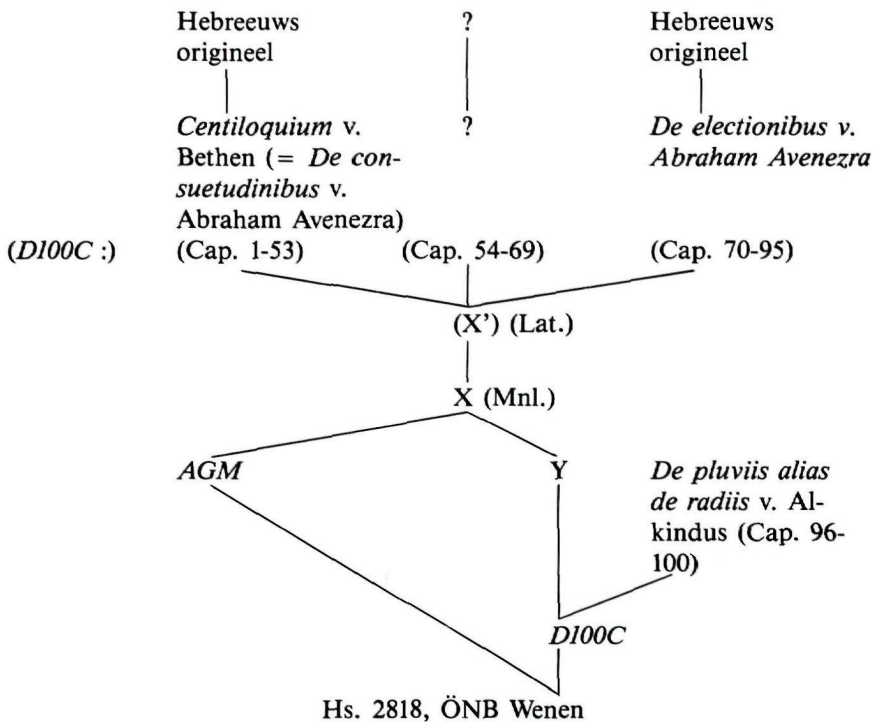 Hebreeuws ? Hebreeuws
origineel origineel
Centiloquium v. ? De electionibus v.
Bethen (= De con- Abraham Avenezra
suetudinibus v.
Abraham Avenezra)
(D100C :) (Cap. 1-53) (Cap. 54-69) (Cap. 70-95)
(X’) (Lat.)
X (Mnl.)
AGM Y De pluviis alias
de radiis v. Al-
kindus (Cap. 96-
100)
D100C
Hs. 2818, ÖNB Wenen